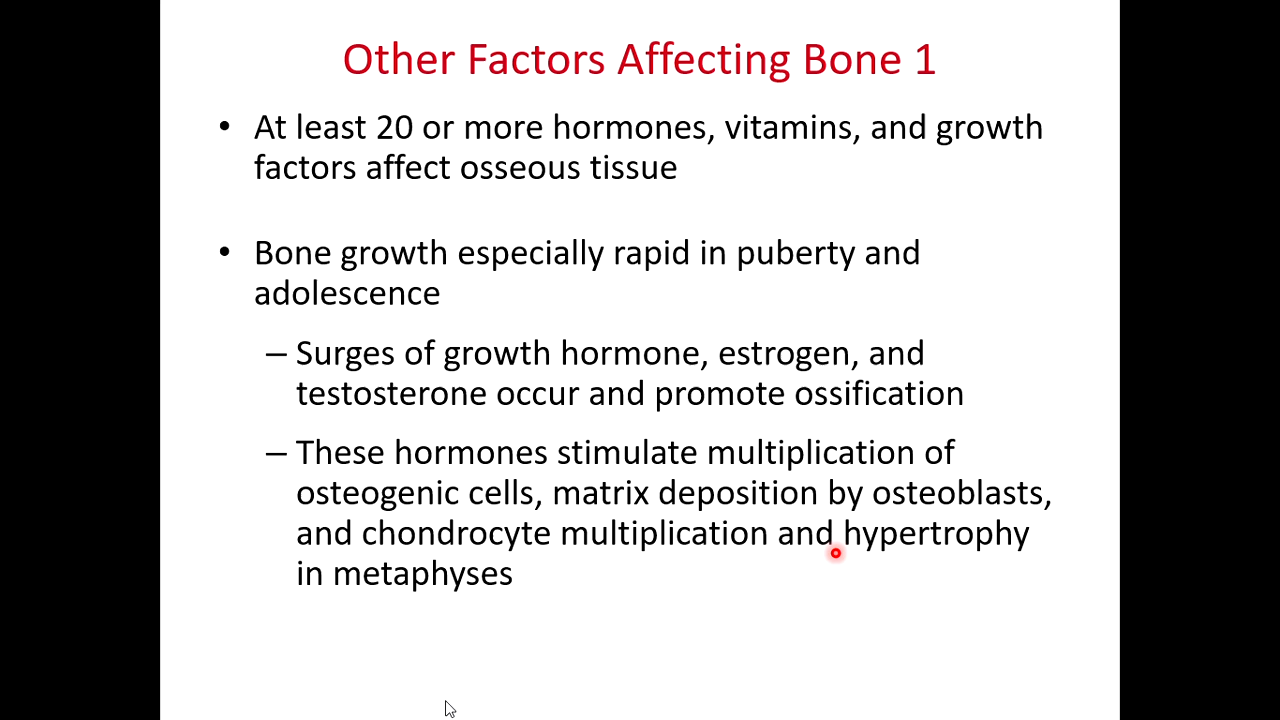 Other Factors Affecting Bone 1
• At least 20 or more hormones, vitamins, and growth
factors affect osseous tissue
• Bone growth especially rapid in puberty and
adolescence
– Surges of growth hormone, estrogen, and
testosterone occur and promote ossification
– These hormones stimulate multiplication of
osteogenic cells, matrix deposition by osteoblasts,
and chondrocyte multiplication and hypertrophy
in metaphyses